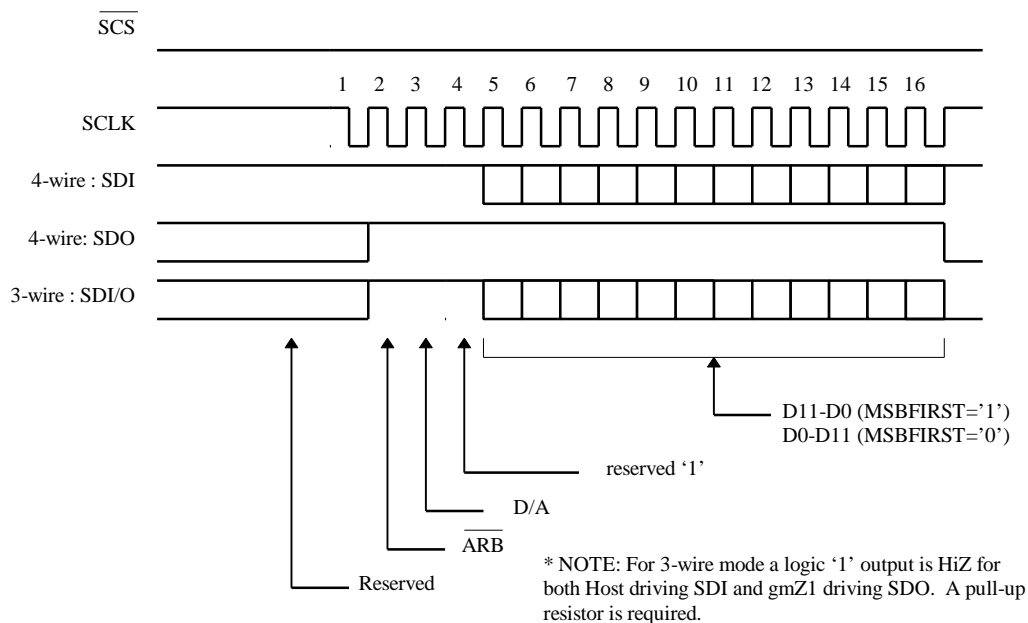 SCS
1 2 3 4 5 6 7 8 9 10 11 12 13 14 15 16
SCLK
4-wire : SDI
4-wire: SDO
3-wire : SDI/O
D11-D0 (MSBFIRST=’1’)
D0-D11 (MSBFIRST=’0’)
reserved ‘1’
D/A
ARB
Reserved
* NOTE: For 3-wire mode a logic ‘1’ output is HiZ for
both Host driving SDI and gmZ1 driving SDO. A pull-up
resistor is required.